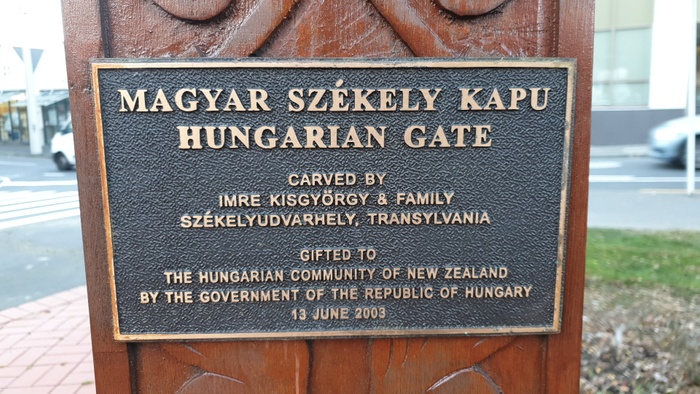 MAGYAR SZÉKELY KAPU
HUNGARIAN GATE
CARVED BY
IMRE KISGYÖRGY & FAMILY
SZÉKELYUDVARHELY, TRANSYLVANIA
GIFTED TO
THE HUNGARIAN COMMUNITY OF NEW ZEALAND
BY THE GOVERNMENT OF THE REPUBLIC OF HUNGARY
13 JUNE 2003